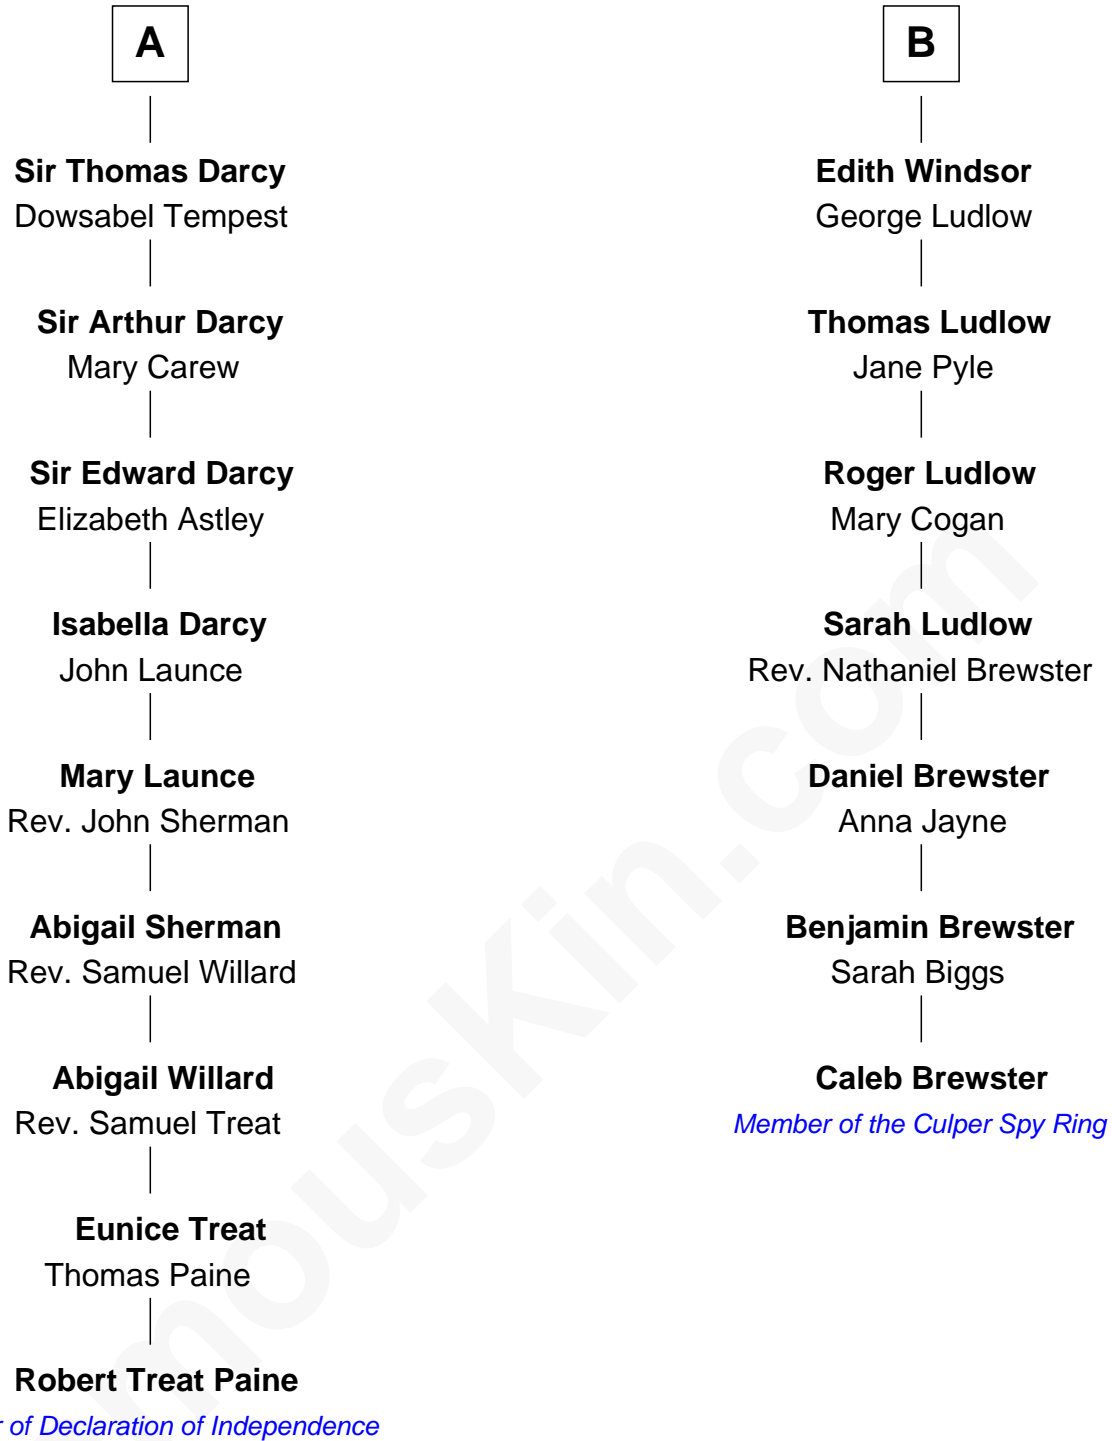 A
Sir Thomas Darcy
Dowsabel Tempest
Sir Arthur Darcy
Mary Carew
Sir Edward Darcy
Elizabeth Astley
Isabella Darcy
John Launce
Mary Launce
Rev. John Sherman
Abigail Sherman
Rev. Samuel Willard
Abigail Willard
Rev. Samuel Treat
Eunice Treat
Thomas Paine
Robert Treat Paine
of Declaration of Independence
B
Edith Windsor
George Ludlow
Thomas Ludlow
Jane Pyle
Roger Ludlow
Mary Cogan
Sarah Ludlow
Rev. Nathaniel Brewster
Daniel Brewster
Anna Jayne
Benjamin Brewster
Sarah Biggs
Caleb Brewster
Member of the Culper Spy Ring
mousKin.com